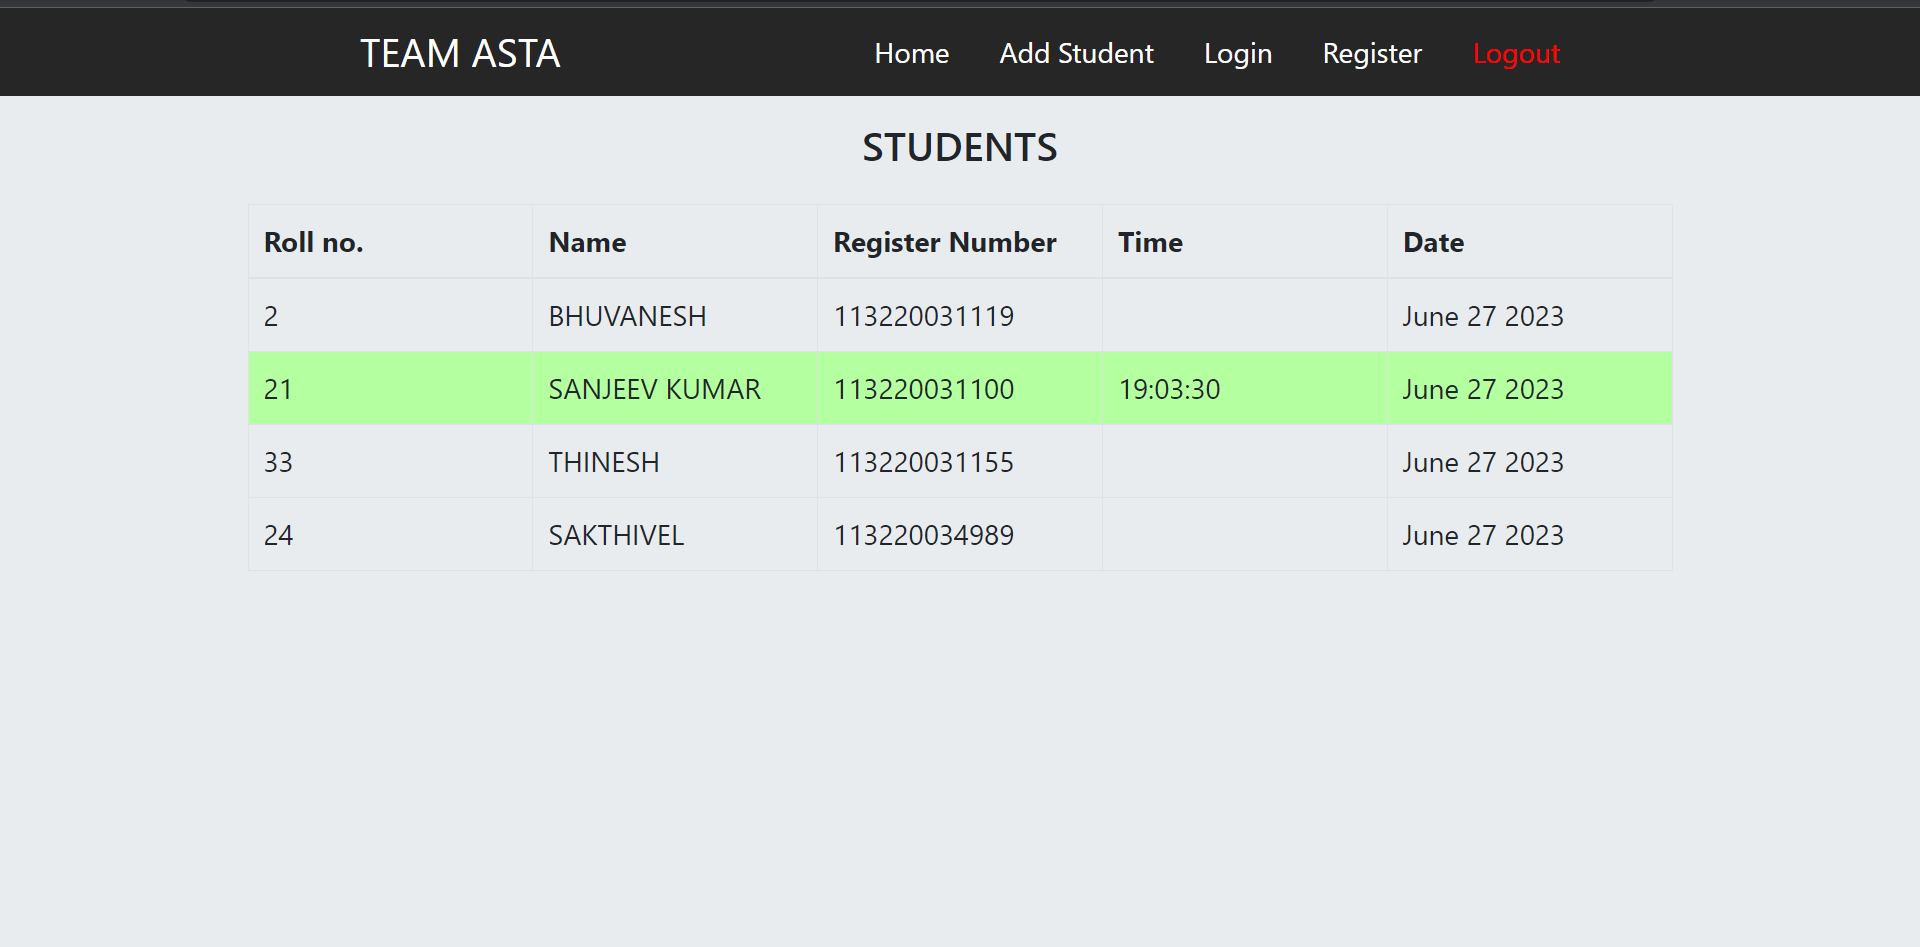 TEAM ASTA Home Add Student Login Register Logout
STUDENTS
Roll no. Name Register Number Time Date
2 BHUVANESH 113220031119 June 27 2023
21 SANJEEV KUMAR 113220031100 19:03:30 June 27 2023
33 THINESH 113220031155 June 27 2023
24 SAKTHIVEL 113220034989 June 27 2023